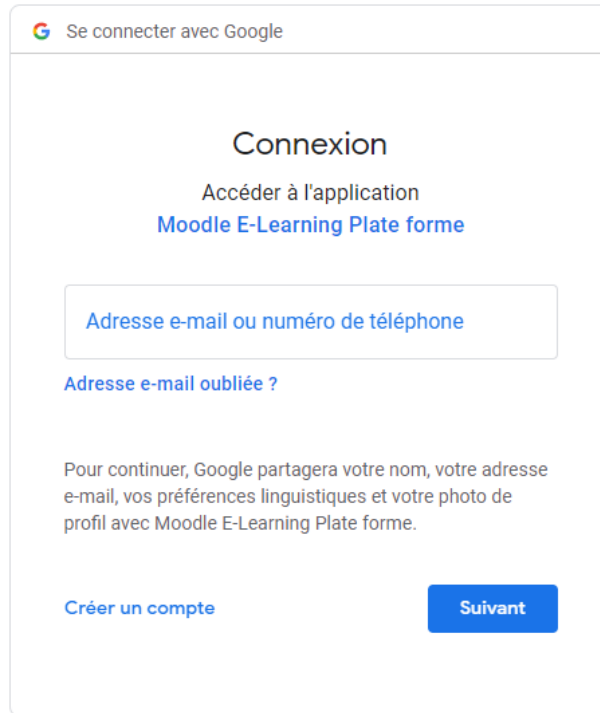 Se connecter avec Google
Connexion
Accéder à l'application
Moodle E-Learning Plate forme
Adresse e-mail ou numéro de téléphone
Adresse e-mail oubliée ?
Pour continuer, Google partagera votre nom, votre adresse
e-mail, vos préférences linguistiques et votre photo de
profil avec Moodle E-Learning Plate forme.
Créer un compte
Suivant